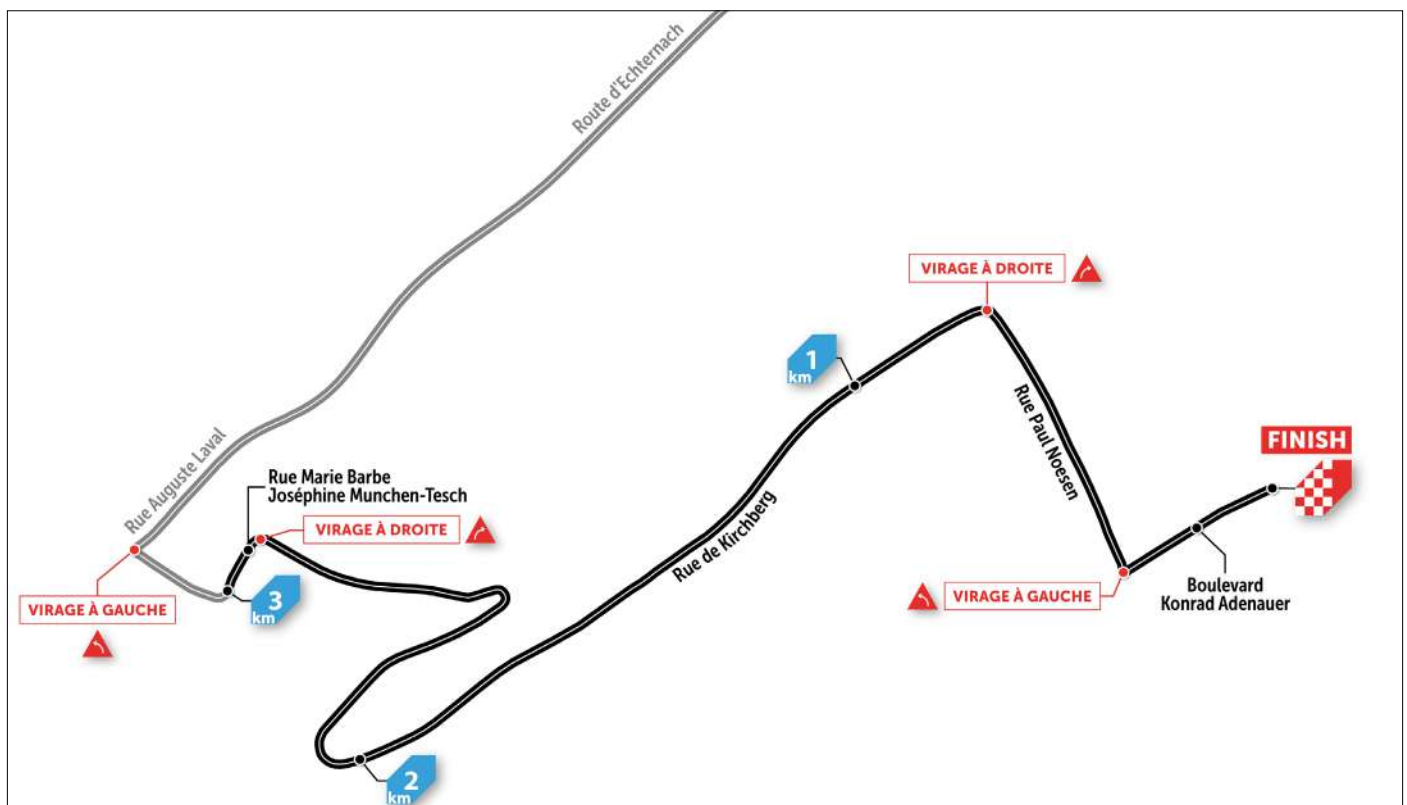 Route d'Echternach
VIRAGE À DROITE
1
km
Rue Paul Noesen
FINISH
Rue Auguste Laval
Rue Marie Barbe
Joséphine Munchen-Tesch
VIRAGE À DROITE
Rue de Kirchberg
VIRAGE À GAUCHE
3
km
VIRAGE À GAUCHE
Boulevard
Konrad Adenauer
2
km